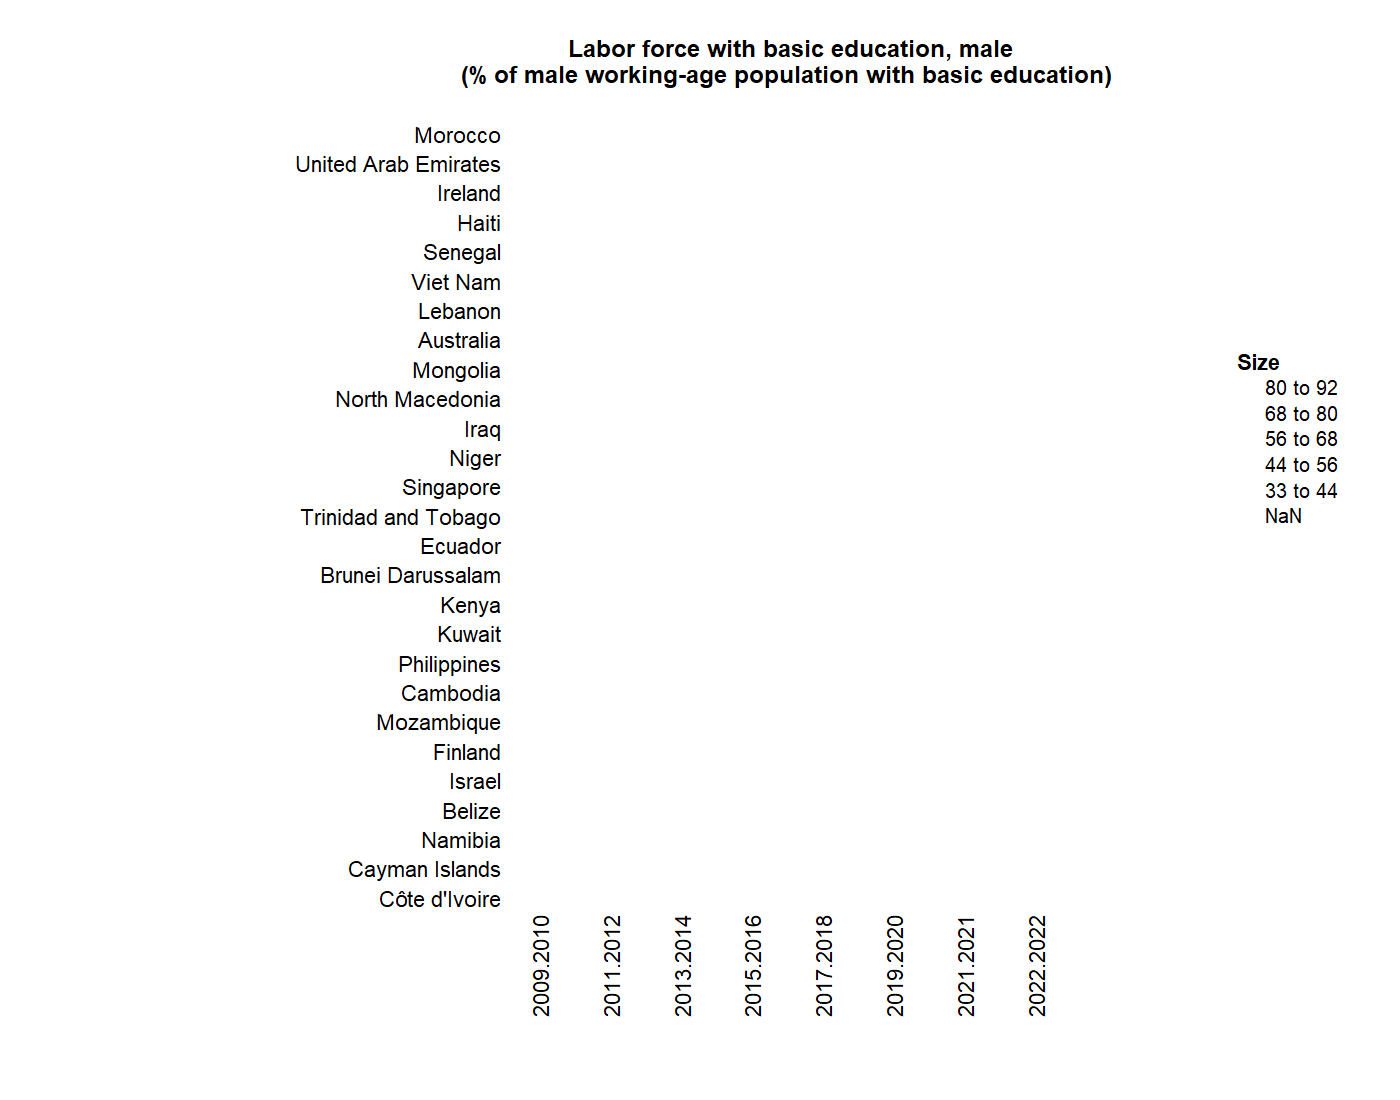 Labor force with basic education, male
(% of male working-age population with basic education)
Morocco
United Arab Emirates
Ireland
Haiti
Senegal
Viet Nam
Lebanon
Australia
Mongolia
North Macedonia
Iraq
Niger
Singapore
Trinidad and Tobago
Ecuador
Brunei Darussalam
Kenya
Kuwait
Philippines
Cambodia
Mozambique
Finland
Israel
Belize
Namibia
Cayman Islands
Côte d'Ivoire
2009.2010
2011.2012
2013.2014
2015.2016
2017.2018
2019.2020
2021.2021
2022.2022
Size
80 to 92
68 to 80
56 to 68
44 to 56
33 to 44
NaN